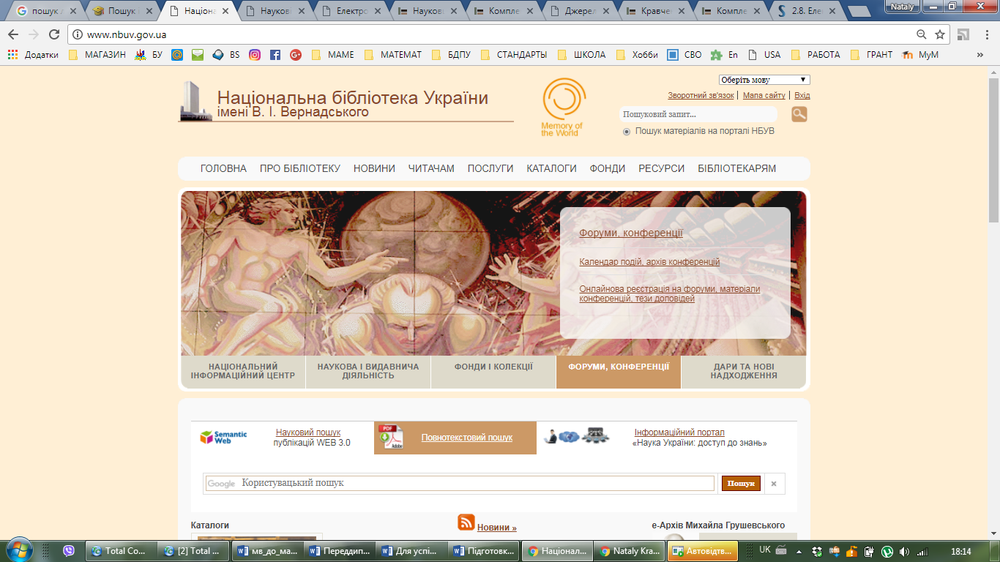 пошук
Пошук
Націона
Наукові
Електро
Наукові
Компле
Джерел
Кравче
Компле
2.8. Еле
Nataly
www.nbuv.gov.ua
Додатки
МАГАЗИН
БУ
BS
МАМЕ
МАТЕМАТ
БДПУ
СТАНДАРТЫ
ШКОЛА
Хобби
СВО
En
USA
РАБОТА
ГРАНТ
МуМ
»
Національна бібліотека України
імені В. І. Вернадського
Memory of
the World
Оберіть мову
Зворотний зв'язок | Мапа сайту | Вхід
Пошуковий запит...
Пошук матеріалів на порталі НБУВ
ГОЛОВНА ПРО БІБЛІОТЕКУ НОВИНИ ЧИТАЧАМ ПОСЛУГИ КАТАЛОГИ ФОНДИ РЕСУРСИ БІБЛІОТЕКАРЯМ
Форуми, конференції
Календар подій, архів конференцій
Онлайнова реєстрація на форуми, матеріали
конференцій, тези доповідей
НАЦІОНАЛЬНИЙ
ІНФОРМАЦІЙНИЙ ЦЕНТР
НАУКОВА І ВИДАВНИЧА
ДІЯЛЬНІСТЬ
ФОНДИ І КОЛЕКЦІЇ
ФОРУМИ, КОНФЕРЕНЦІЇ
ДАРИ ТА НОВІ
НАДХОДЖЕННЯ
Semantic
Web
Науковий пошук
публікацій WEB 3.0
PDF
Adobe
Повнотекстовий пошук
Інформаційний портал
«Наука України: доступ до знань»
Google Користувацький пошук
Пошук
×
Каталоги
Новини »
е-Архів Михайла Грушевського
Total Co...
[2] Total ...
мв_до_ма...
Переддип...
Для успі...
Підготовк...
Націонал...
Nataly Kra...
Автовідтв...
UK
18:14